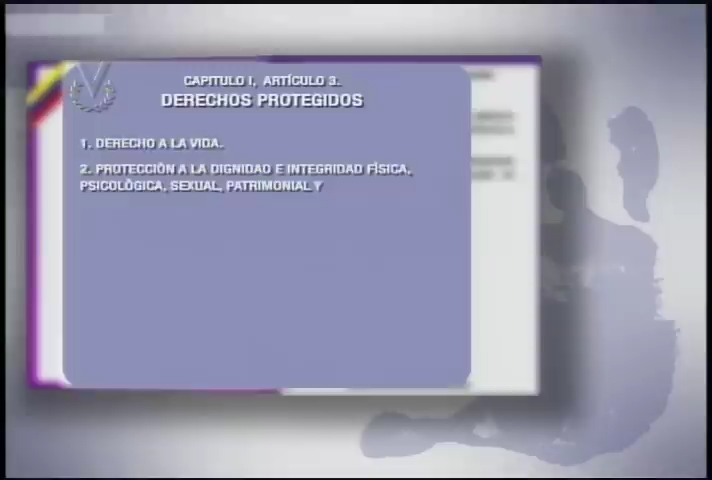 CAPITULO I, ARTÍCULO 3.
DERECHOS PROTEGIDOS
1. DERECHO A LA VIDA.
2. PROTECCIÓN A LA DIGNIDAD E INTEGRIDAD FÍSICA,
PSICOLÓGICA, SEXUAL, PATRIMONIAL Y